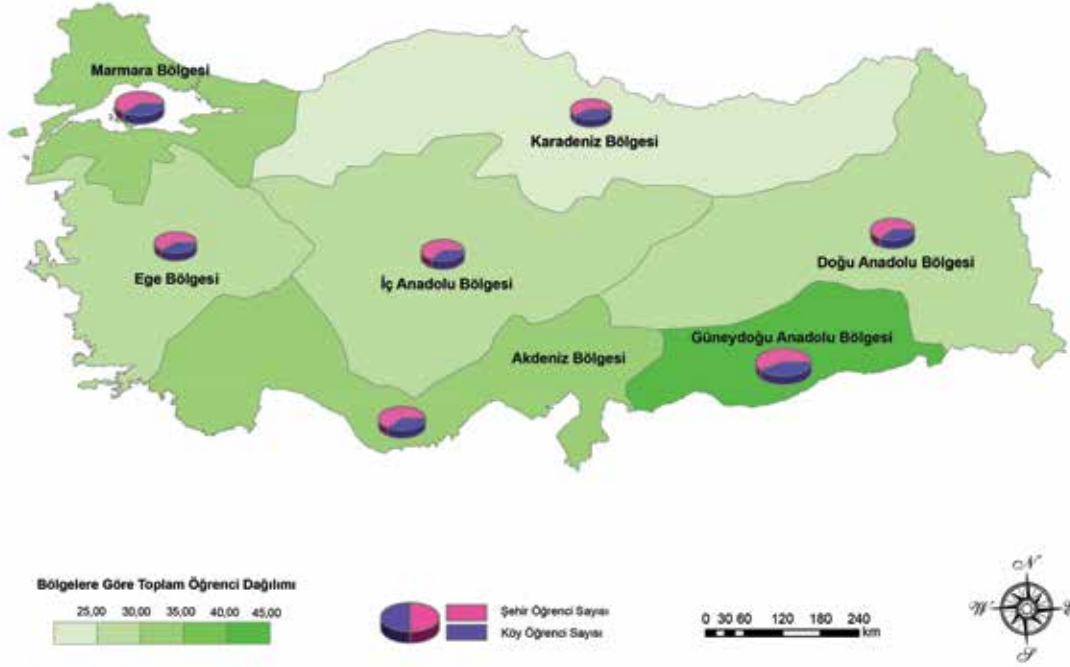 Marmara Bölgesi
Karadeniz Bölgesi
Ege Bölgesi
İç Anadolu Bölgesi
Doğu Anadolu Bölgesi
Güneydoğu Anadolu Bölgesi
Akdeniz Bölgesi
Bölgelere Göre Toplam Öğrenci Dağılımı
25,00 30,00 35,00 40,00 45,00
Şehir Öğrenci Sayısı
Köy Öğrenci Sayısı
0 30 60 120 180 240
km
N
W
S